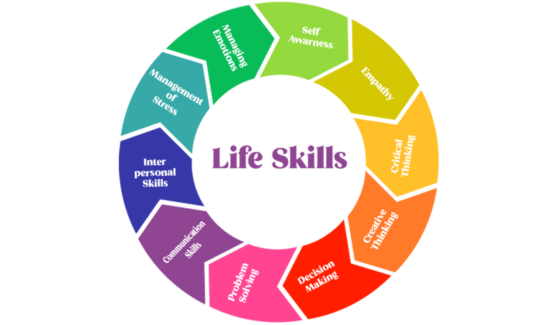 Self
Awarness
Empathy
Critical
Thinking
Creative
Thinking
Decision
Making
Problem
Solving
Communication
Skills
Inter
personal
Skills
Management
of
Stress
Managing
Emotions
Life Skills